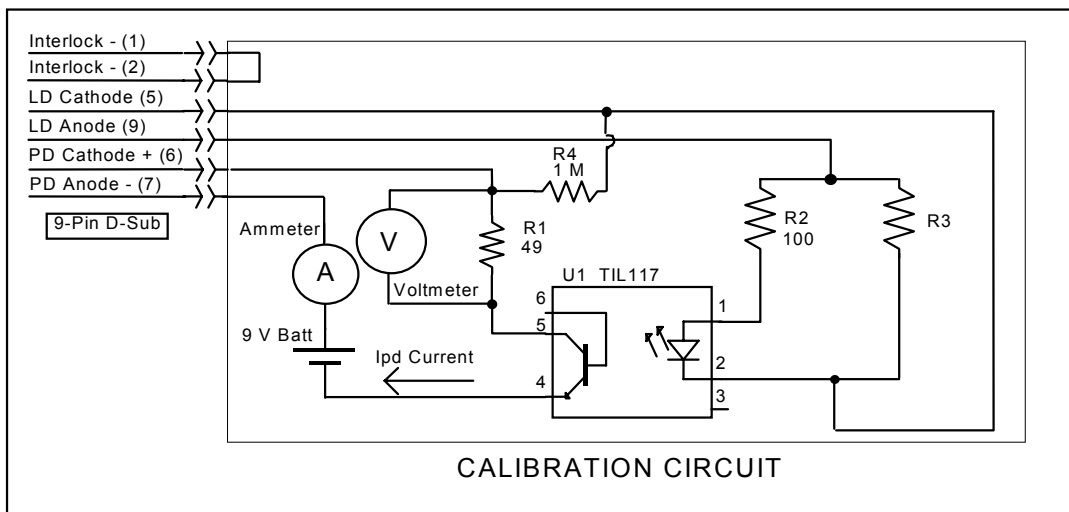 Interlock - (1)
Interlock - (2)
LD Cathode (5)
LD Anode (9)
PD Cathode + (6)
PD Anode - (7)
9-Pin D-Sub
R4
1 M
Ammeter
V
R1
49
R2
100
R3
A
Voltmeter
U1 TIL117
6
5
4
1
2
3
9 V Batt
Ipd Current
CALIBRATION CIRCUIT